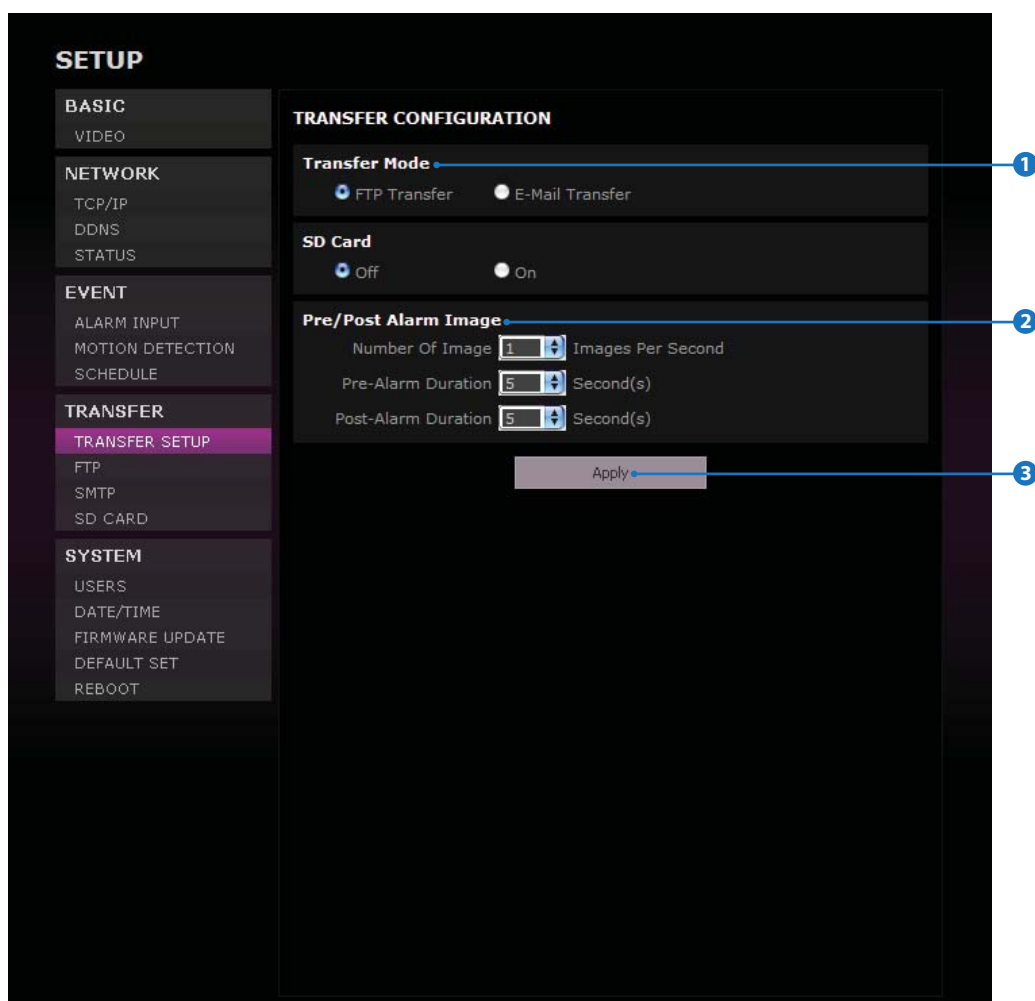 SETUP
BASIC
VIDEO
NETWORK
TCP/IP
DDNS
STATUS
EVENT
ALARM INPUT
MOTION DETECTION
SCHEDULE
TRANSFER
TRANSFER SETUP
FTP
SMTP
SD CARD
SYSTEM
USERS
DATE/TIME
FIRMWARE UPDATE
DEFAULT SET
REBOOT
TRANSFER CONFIGURATION
Transfer Mode 1
FTP Transfer E-Mail Transfer
SD Card
Off On
Pre/Post Alarm Image 2
Number Of Image 1 Images Per Second
Pre-Alarm Duration 5 Second(s)
Post-Alarm Duration 5 Second(s)
Apply 3